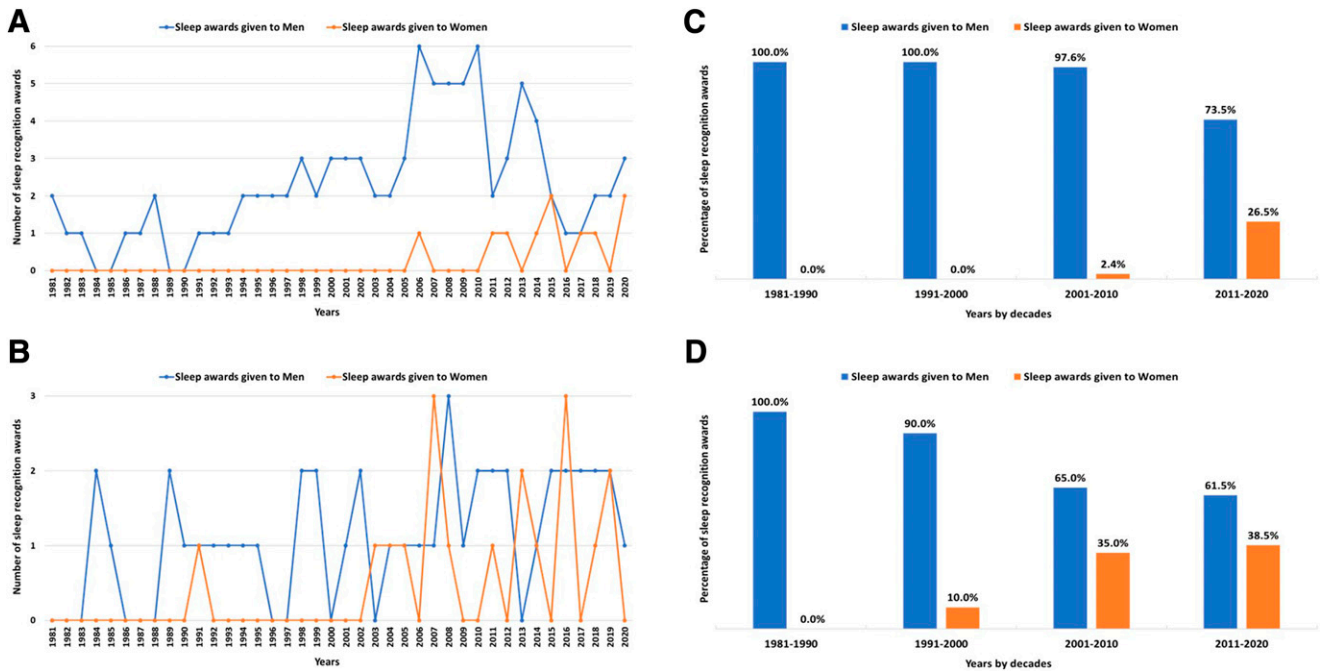 A
Sleep awards given to Men Sleep awards given to Women
Number of sleep recognition awards
6
5
4
3
2
1
0
1981 1982 1983 1984 1985 1986 1987 1988 1989 1990 1991 1992 1993 1994 1995 1996 1997 1998 1999 2000 2001 2002 2003 2004 2005 2006 2007 2008 2009 2010 2011 2012 2013 2014 2015 2016 2017 2018 2019 2020
Years
C
Sleep awards given to Men Sleep awards given to Women
Percentage of sleep recognition awards
100.0% 0.0% 100.0% 0.0% 97.6% 2.4% 73.5% 26.5%
1981-1990 1991-2000 2001-2010 2011-2020
Years by decades
B
Sleep awards given to Men Sleep awards given to Women
Number of sleep recognition awards
3
2
1
0
1981 1982 1983 1984 1985 1986 1987 1988 1989 1990 1991 1992 1993 1994 1995 1996 1997 1998 1999 2000 2001 2002 2003 2004 2005 2006 2007 2008 2009 2010 2011 2012 2013 2014 2015 2016 2017 2018 2019 2020
Years
D
Sleep awards given to Men Sleep awards given to Women
Percentage of sleep recognition awards
100.0% 0.0% 90.0% 10.0% 65.0% 35.0% 61.5% 38.5%
1981-1990 1991-2000 2001-2010 2011-2020
Years by decades